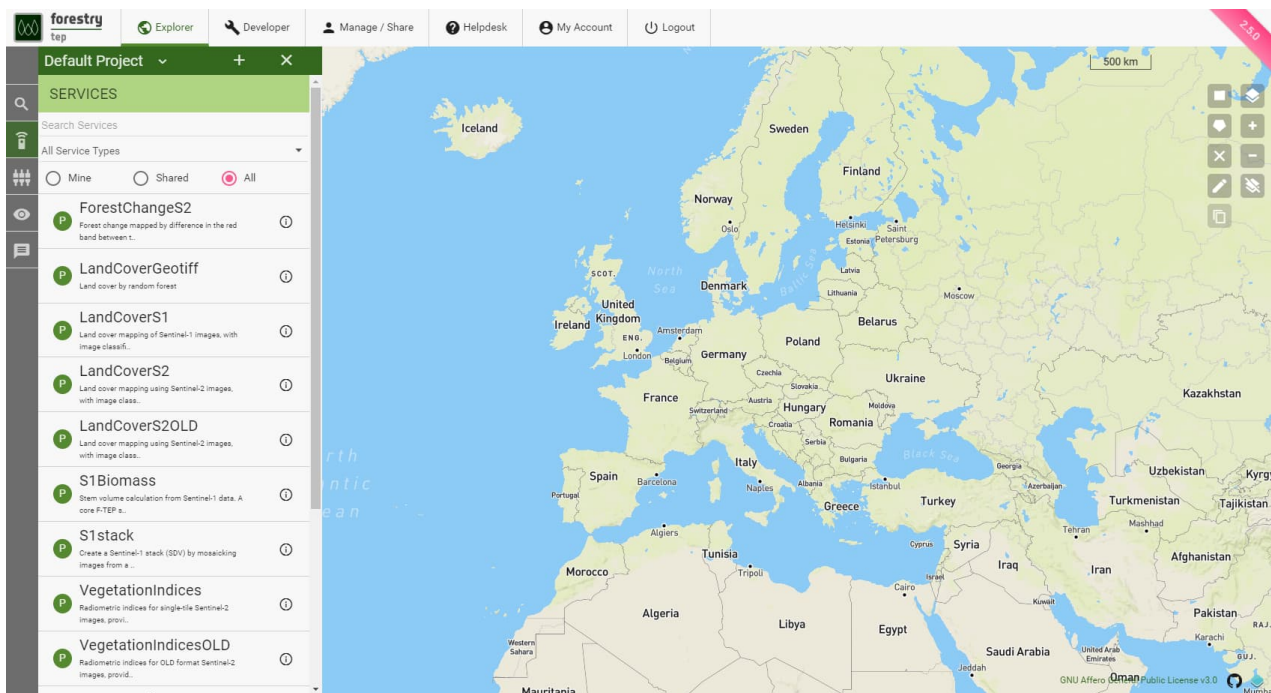 forestry
tep
Explorer
Developer
Manage / Share
Helpdesk
My Account
Logout
2.5.0
Default Project
SERVICES
Search Services
All Service Types
Mine
Shared
All
P
ForestChangeS2
Forest change mapped by difference in the red
band between t..
P
LandCoverGeotiff
Land cover by random forest
P
LandCoverS1
Land cover mapping of Sentinel-1 images, with
image classifi..
P
LandCoverS2
Land cover mapping using Sentinel-2 images,
with image class..
P
LandCoverS2OLD
Land cover mapping using Sentinel-2 images,
with image class..
P
S1Biomass
Stem volume calculation from Sentinel-1 data. A
core F-TEP s..
P
S1stack
Create a Sentinel-1 stack (SDV) by mosaicking
images from a ..
P
VegetationIndices
Radiometric indices for single-tile Sentinel-2
images, provi..
P
VegetationIndicesOLD
Radiometric indices for OLD format Sentinel-2
images, provid..
500 km
Iceland
Sweden
Finland
Norway
Oslo
Helsinki
Saint
Petersburg
Estonia
SCOT.
North
Sea
Denmark
Baltic Sea
Latvia
Lithuania
Moscow
United
Kingdom
Ireland
ENG.
London
Amsterdam
Belgium
Germany
Poland
Belarus
Czechia
Slovakia
Ukraine
Kazakhstan
France
Switzerland
Austria
Hungary
Moldova
Croatia
Romania
Serbia
rth
ntic
ean
Italy
Bulgaria
Black Sea
Georgia
Uzbekistan
Kyrg
Spain
Barcelona
Portugal
Naples
Albania
Istanbul
Azerbaijan
Greece
Turkey
Turkmenistan
Tajikistan
Algiers
Tunisia
Cyprus
Syria
Tehran
Mashhad
Morocco
Tripoli
Iraq
Iran
Afghanistan
Israel
Cairo
Kuwait
Algeria
Libya
Egypt
Pakistan
RAJ.
Karachi
Western
Sahara
Saudi Arabia
United Arab
Emirates
GUJ.
Jeddah
Oman
GNU Affero General Public License v3.0
Mumba
Mauritania